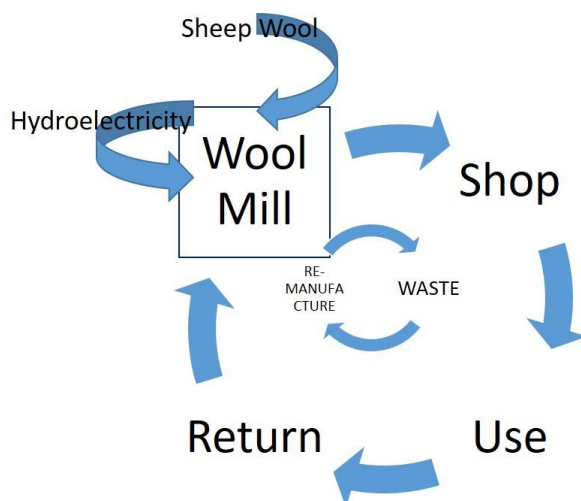 Sheep Wool
Hydroelectricity
Wool
Mill
Shop
RE-
MANUFA
CTURE
WASTE
Return
Use